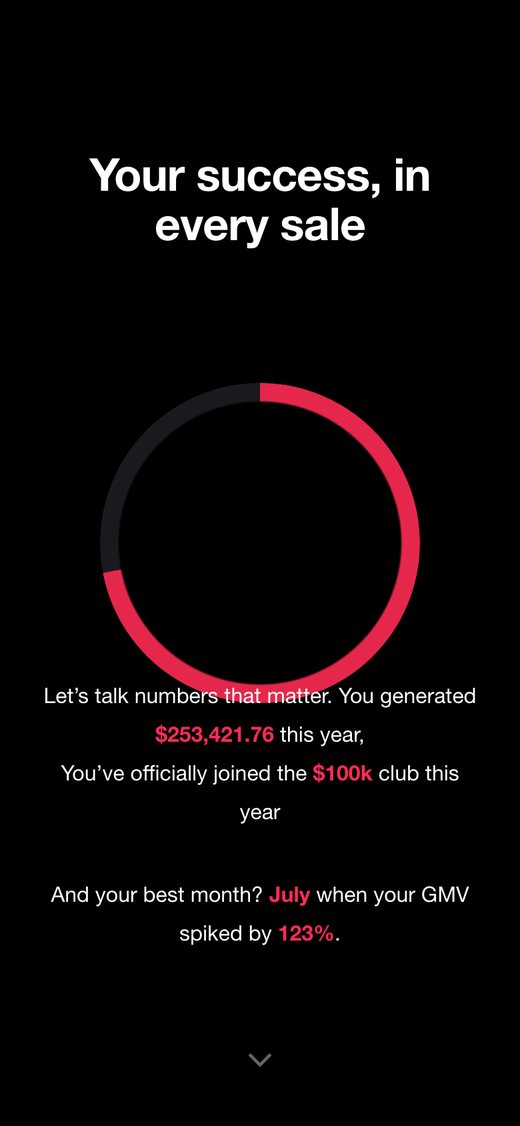 Your success, in
every sale
Let’s talk numbers that matter. You generated
$253,421.76 this year,
You’ve officially joined the $100k club this
year
And your best month? July when your GMV
spiked by 123%.